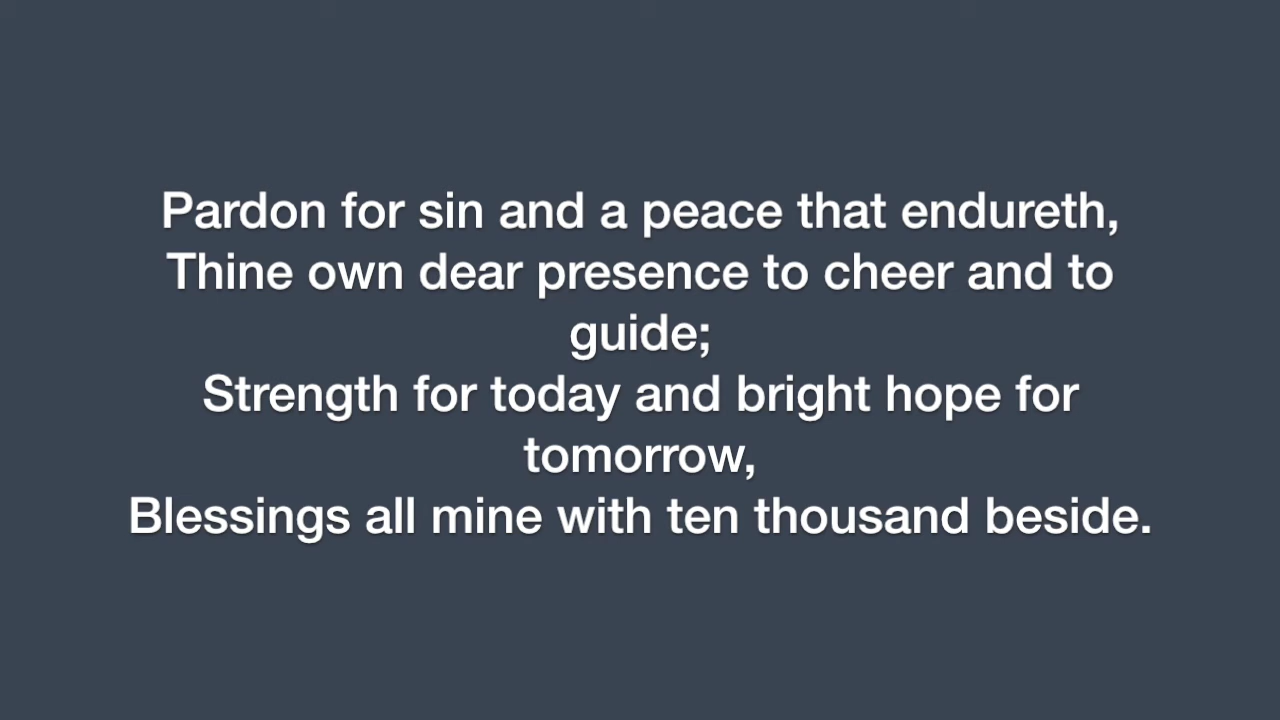 Pardon for sin and a peace that endureth,
Thine own dear presence to cheer and to
guide;
Strength for today and bright hope for
tomorrow,
Blessings all mine with ten thousand beside.